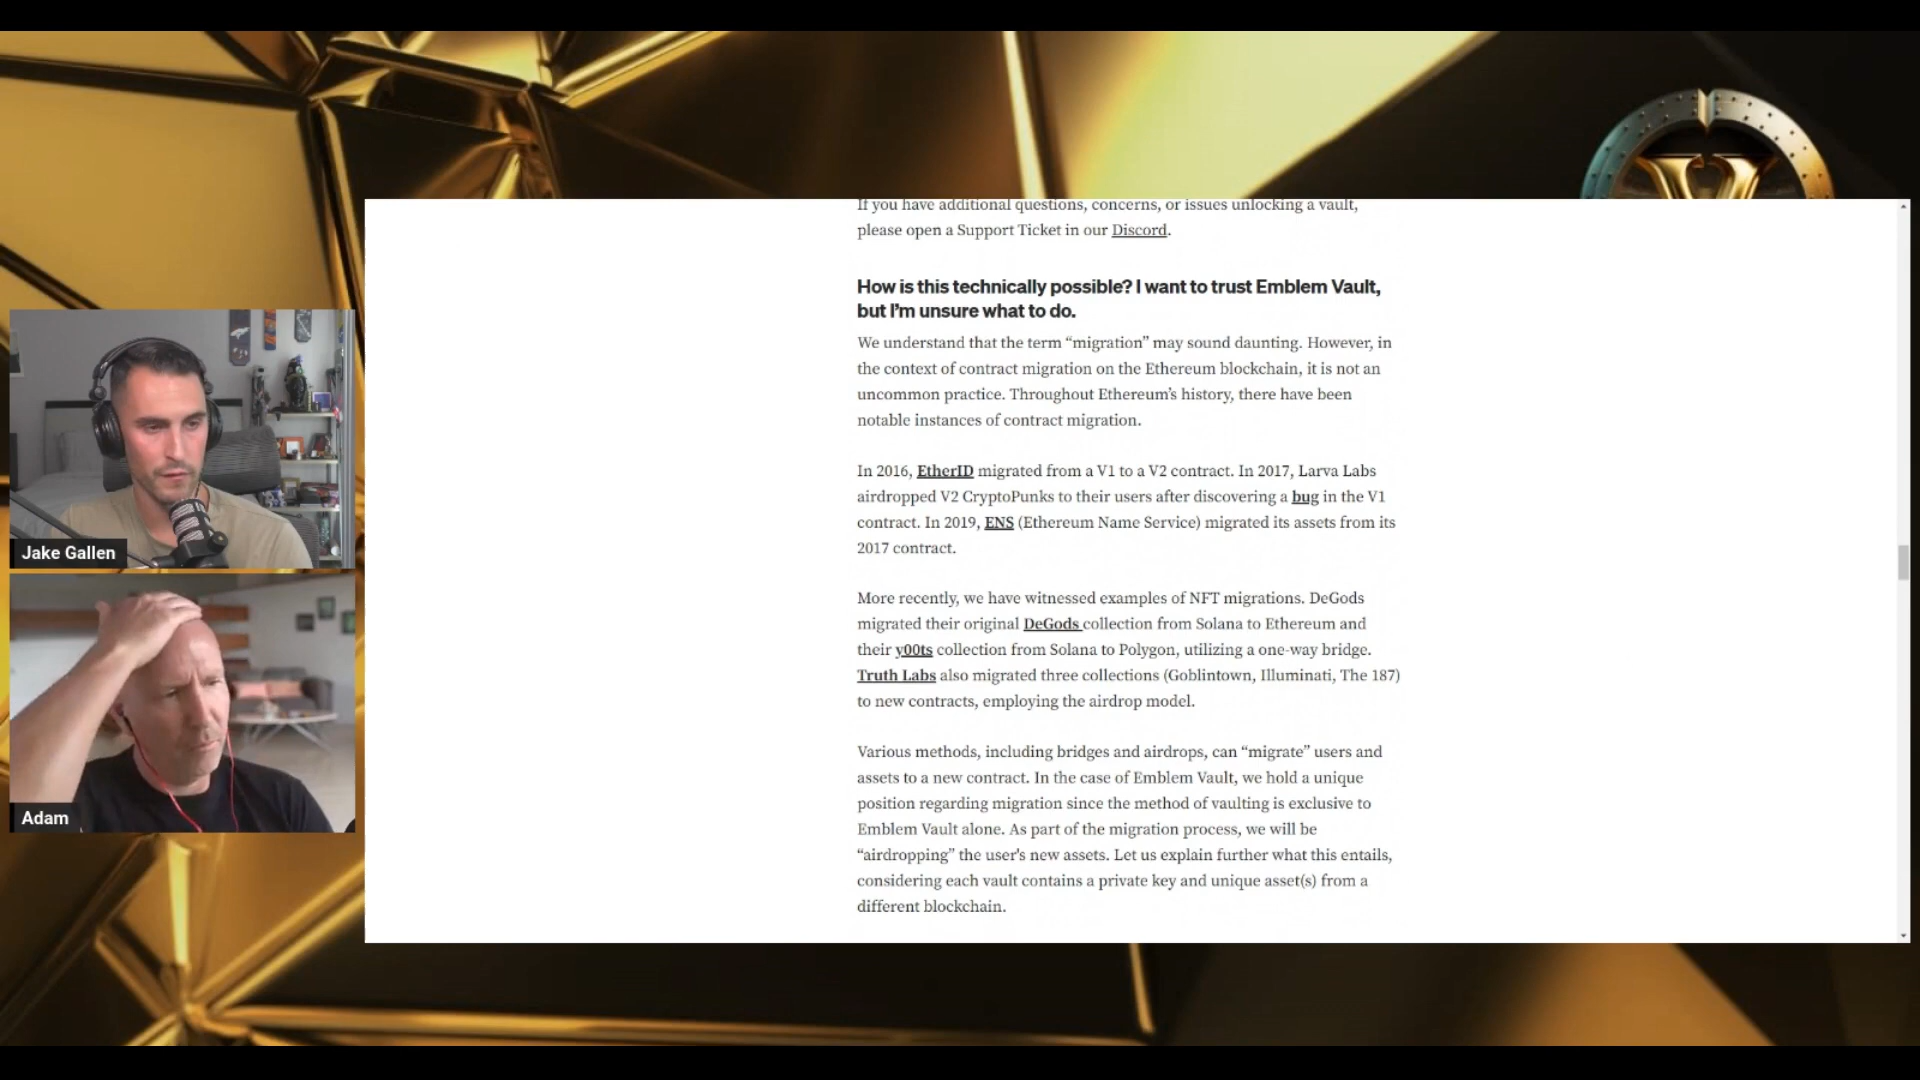 If you have additional questions, concerns, or issues unlocking a vault,
please open a Support Ticket in our Discord.
How is this technically possible? I want to trust Emblem Vault,
but I'm unsure what to do.
We understand that the term “migration” may sound daunting. However, in
the context of contract migration on the Ethereum blockchain, it is not an
uncommon practice. Throughout Ethereum’s history, there have been
notable instances of contract migration.
In 2016, EtherID migrated from a V1 to a V2 contract. In 2017, Larva Labs
airdropped V2 CryptoPunks to their users after discovering a bug in the V1
contract. In 2019, ENS (Ethereum Name Service) migrated its assets from its
2017 contract.
More recently, we have witnessed examples of NFT migrations. DeGods
migrated their original DeGods collection from Solana to Ethereum and
their y00ts collection from Solana to Polygon, utilizing a one-way bridge.
Truth Labs also migrated three collections (Goblintown, Illuminati, The 187)
to new contracts, employing the airdrop model.
Various methods, including bridges and airdrops, can “migrate” users and
assets to a new contract. In the case of Emblem Vault, we hold a unique
position regarding migration since the method of vaulting is exclusive to
Emblem Vault alone. As part of the migration process, we will be
“airdropping” the user's new assets. Let us explain further what this entails,
considering each vault contains a private key and unique asset(s) from a
different blockchain.
Jake Gallen
Adam